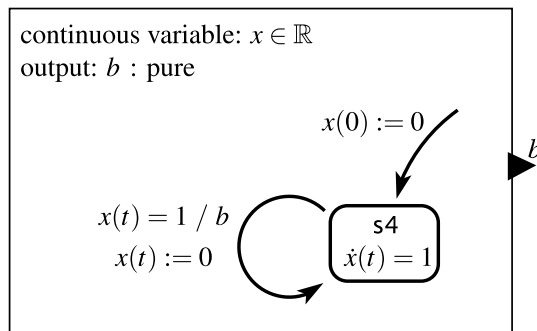 continuous variable: x ∈ ℝ
output: b : pure
x(0) := 0
b
x(t) = 1 / b
x(t) := 0
s4
ẋ(t) = 1